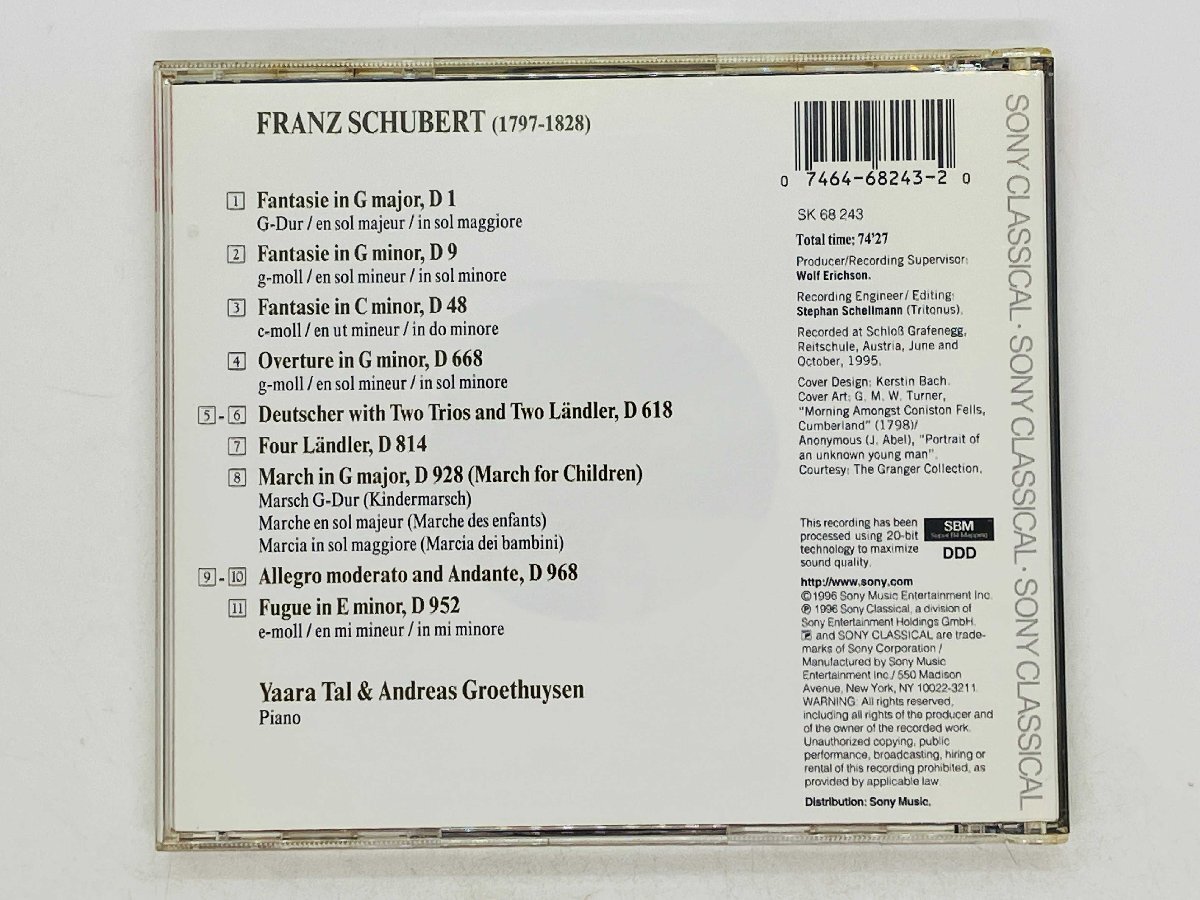 FRANZ SCHUBERT (1797-1828)
1 Fantasie in G major, D 1
G-Dur / en sol majeur / in sol maggiore
2 Fantasie in G minor, D 9
g-moll / en sol mineur / in sol minore
3 Fantasie in C minor, D 48
c-moll / en ut mineur / in do minore
4 Overture in G minor, D 668
g-moll / en sol mineur / in sol minore
5 - 6 Deutscher with Two Trios and Two Ländler, D 618
7 Four Ländler, D 814
8 March in G major, D 928 (March for Children)
Marsch G-Dur (Kindermarsch)
Marche en sol majeur (Marche des enfants)
Marcia in sol maggiore (Marcia dei bambini)
9 - 10 Allegro moderato and Andante, D 968
11 Fugue in E minor, D 952
e-moll / en mi mineur / in mi minore
Yaara Tal & Andreas Groethuysen
Piano
0 7464-68243-2 0
SK 68 243
Total time: 74'27
Producer/Recording Supervisor:
Wolf Erichson.
Recording Engineer/ Editing:
Stephan Schellmann (Tritonus).
Recorded at Schloß Grafenegg,
Reitschule, Austria, June and
October, 1995.
Cover Design: Kerstin Bach.
Cover Art: G. M. W. Turner,
"Morning Amongst Coniston Fells,
Cumberland" (1798)/
Anonymous (J. Abel), "Portrait of
an unknown young man".
Courtesy: The Granger Collection.
This recording has been
processed using 20-bit
technology to maximize
sound quality.
SBM
Super Bit Mapping
DDD
http://www.sony.com
© 1996 Sony Music Entertainment Inc.
℗ 1996 Sony Classical, a division of
Sony Entertainment Holdings GmbH.
and SONY CLASSICAL are trade-
marks of Sony Corporation /
Manufactured by Sony Music
Entertainment Inc./ 550 Madison
Avenue, New York, NY 10022-3211.
WARNING: All rights reserved,
including all rights of the producer and
of the owner of the recorded work.
Unauthorized copying, public
performance, broadcasting, hiring or
rental of this recording prohibited, as
provided by applicable law.
Distribution: Sony Music.
SONY CLASSICAL · SONY CLASSICAL · SONY CLASSICAL